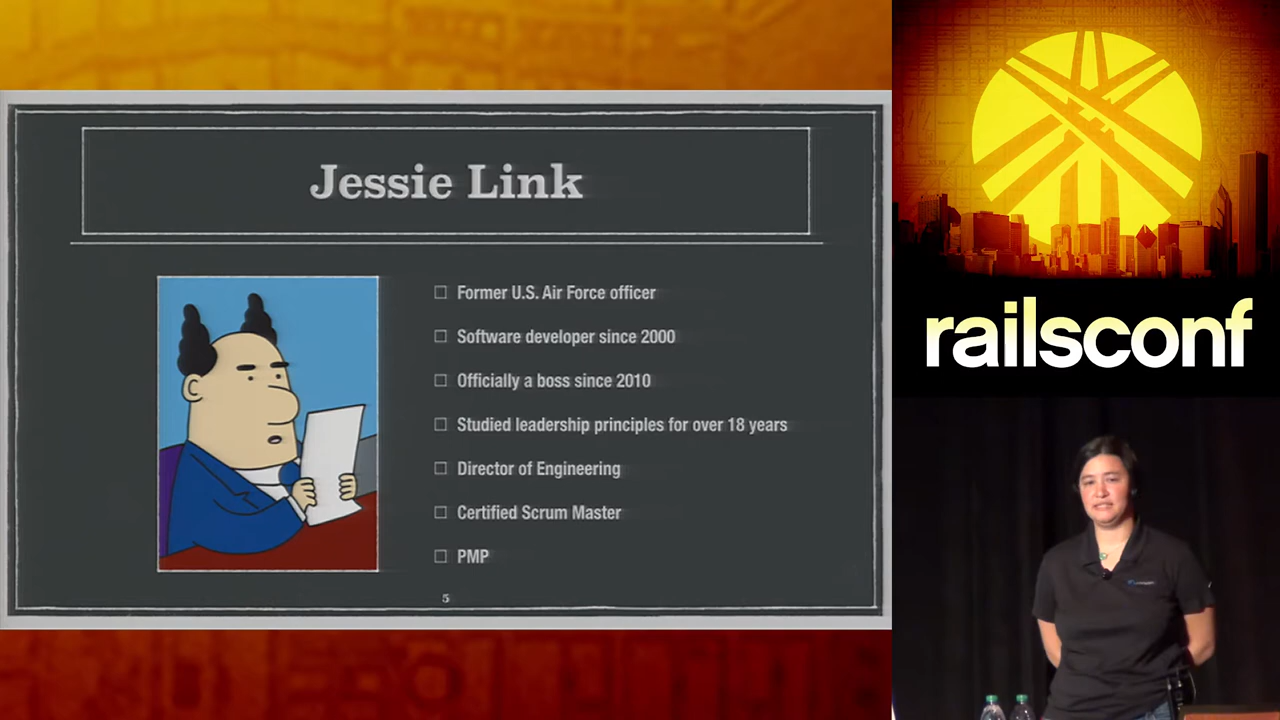 Jessie Link
Former U.S. Air Force officer
Software developer since 2000
Officially a boss since 2010
Studied leadership principles for over 18 years
Director of Engineering
Certified Scrum Master
PMP
5
railsconf